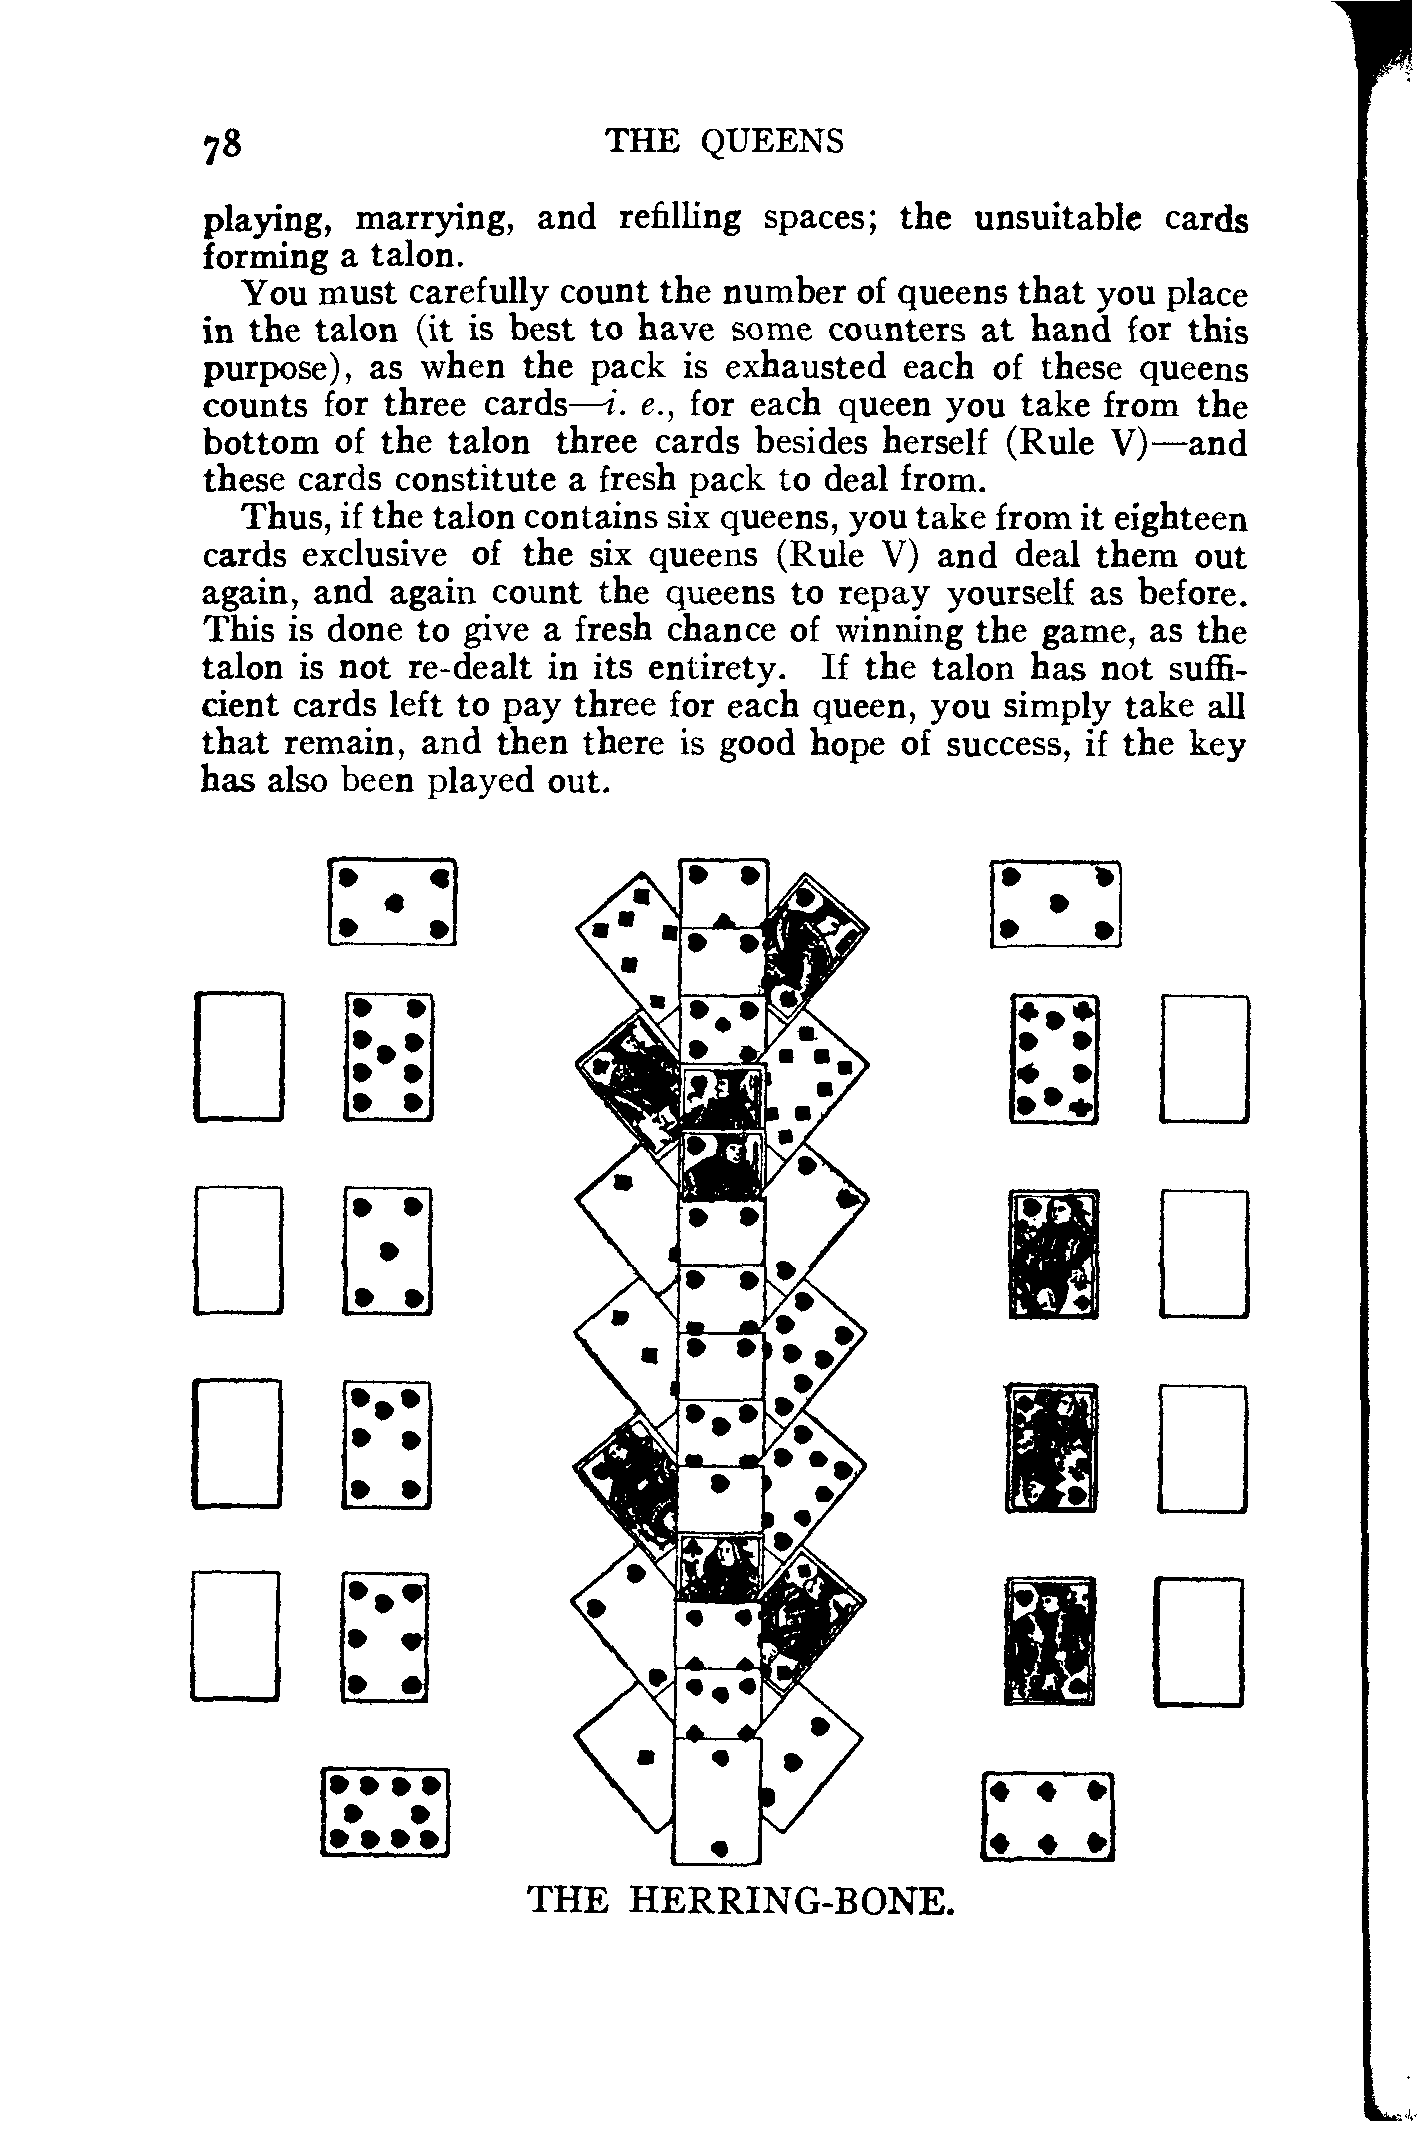 78 THE QUEENS
playing, marrying, and refilling spaces; the unsuitable cards
forming a talon.
You must carefully count the number of queens that you place
in the talon (it is best to have some counters at hand for this
purpose), as when the pack is exhausted each of these queens
counts for three cards—i. e., for each queen you take from the
bottom of the talon three cards besides herself (Rule V)—and
these cards constitute a fresh pack to deal from.
Thus, if the talon contains six queens, you take from it eighteen
cards exclusive of the six queens (Rule V) and deal them out
again, and again count the queens to repay yourself as before.
This is done to give a fresh chance of winning the game, as the
talon is not re-dealt in its entirety. If the talon has not suffi-
cient cards left to pay three for each queen, you simply take all
that remain, and then there is good hope of success, if the key
has also been played out.
THE HERRING-BONE.